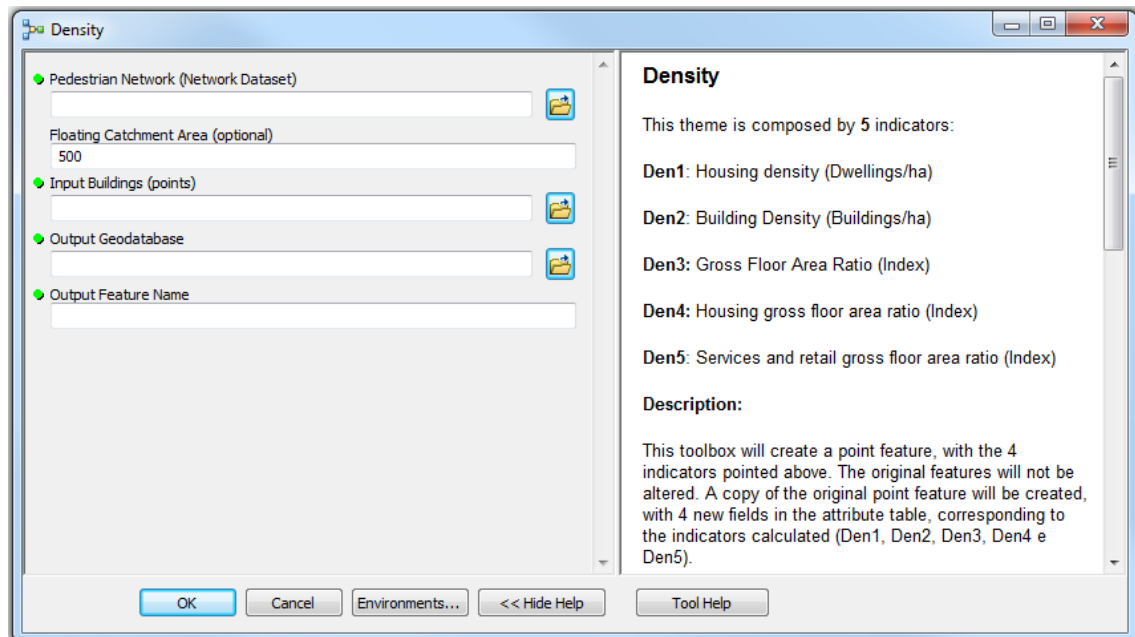 Density
Pedestrian Network (Network Dataset)
Floating Catchment Area (optional)
500
Input Buildings (points)
Output Geodatabase
Output Feature Name
Density
This theme is composed by 5 indicators:
Den1: Housing density (Dwellings/ha)
Den2: Building Density (Buildings/ha)
Den3: Gross Floor Area Ratio (Index)
Den4: Housing gross floor area ratio (Index)
Den5: Services and retail gross floor area ratio (Index)
Description:
This toolbox will create a point feature, with the 4
indicators pointed above. The original features will not be
altered. A copy of the original point feature will be created,
with 4 new fields in the attribute table, corresponding to
the indicators calculated (Den1, Den2, Den3, Den4 e
Den5).
OK
Cancel
Environments...
<< Hide Help
Tool Help